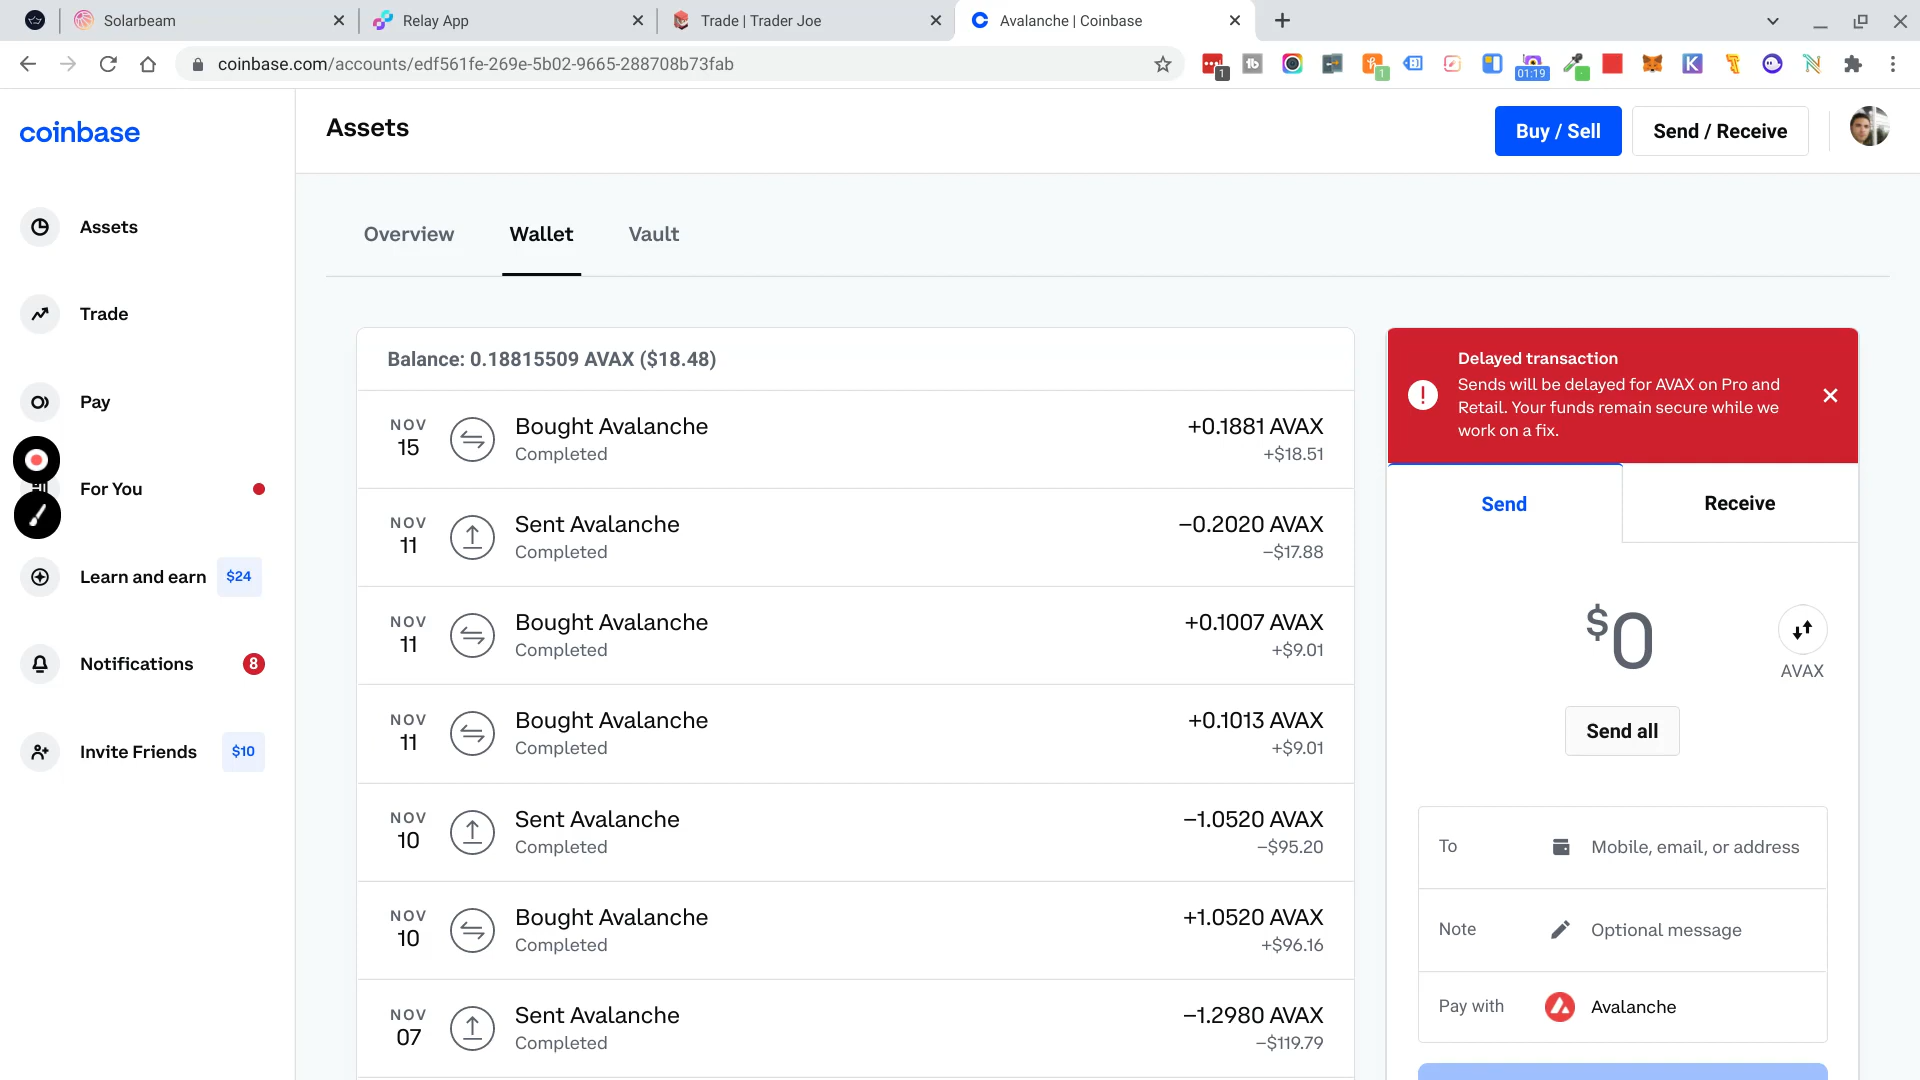 Solarbeam
Relay App
Trade | Trader Joe
Avalanche | Coinbase
coinbase.com/accounts/edf561fe-269e-5b02-9665-288708b73fab
1
1
01:19
coinbase
Assets
Buy / Sell
Send / Receive
Assets
Trade
Pay
For You
Learn and earn
$24
Notifications
8
Invite Friends
$10
Overview
Wallet
Vault
Balance: 0.18815509 AVAX ($18.48)
NOV
15
Bought Avalanche
Completed
+0.1881 AVAX
+$18.51
NOV
11
Sent Avalanche
Completed
−0.2020 AVAX
−$17.88
NOV
11
Bought Avalanche
Completed
+0.1007 AVAX
+$9.01
NOV
11
Bought Avalanche
Completed
+0.1013 AVAX
+$9.01
NOV
10
Sent Avalanche
Completed
−1.0520 AVAX
−$95.20
NOV
10
Bought Avalanche
Completed
+1.0520 AVAX
+$96.16
NOV
07
Sent Avalanche
Completed
−1.2980 AVAX
−$119.79
Delayed transaction
Sends will be delayed for AVAX on Pro and
Retail. Your funds remain secure while we
work on a fix.
Send
Receive
$0
AVAX
Send all
To
Mobile, email, or address
Note
Optional message
Pay with
Avalanche